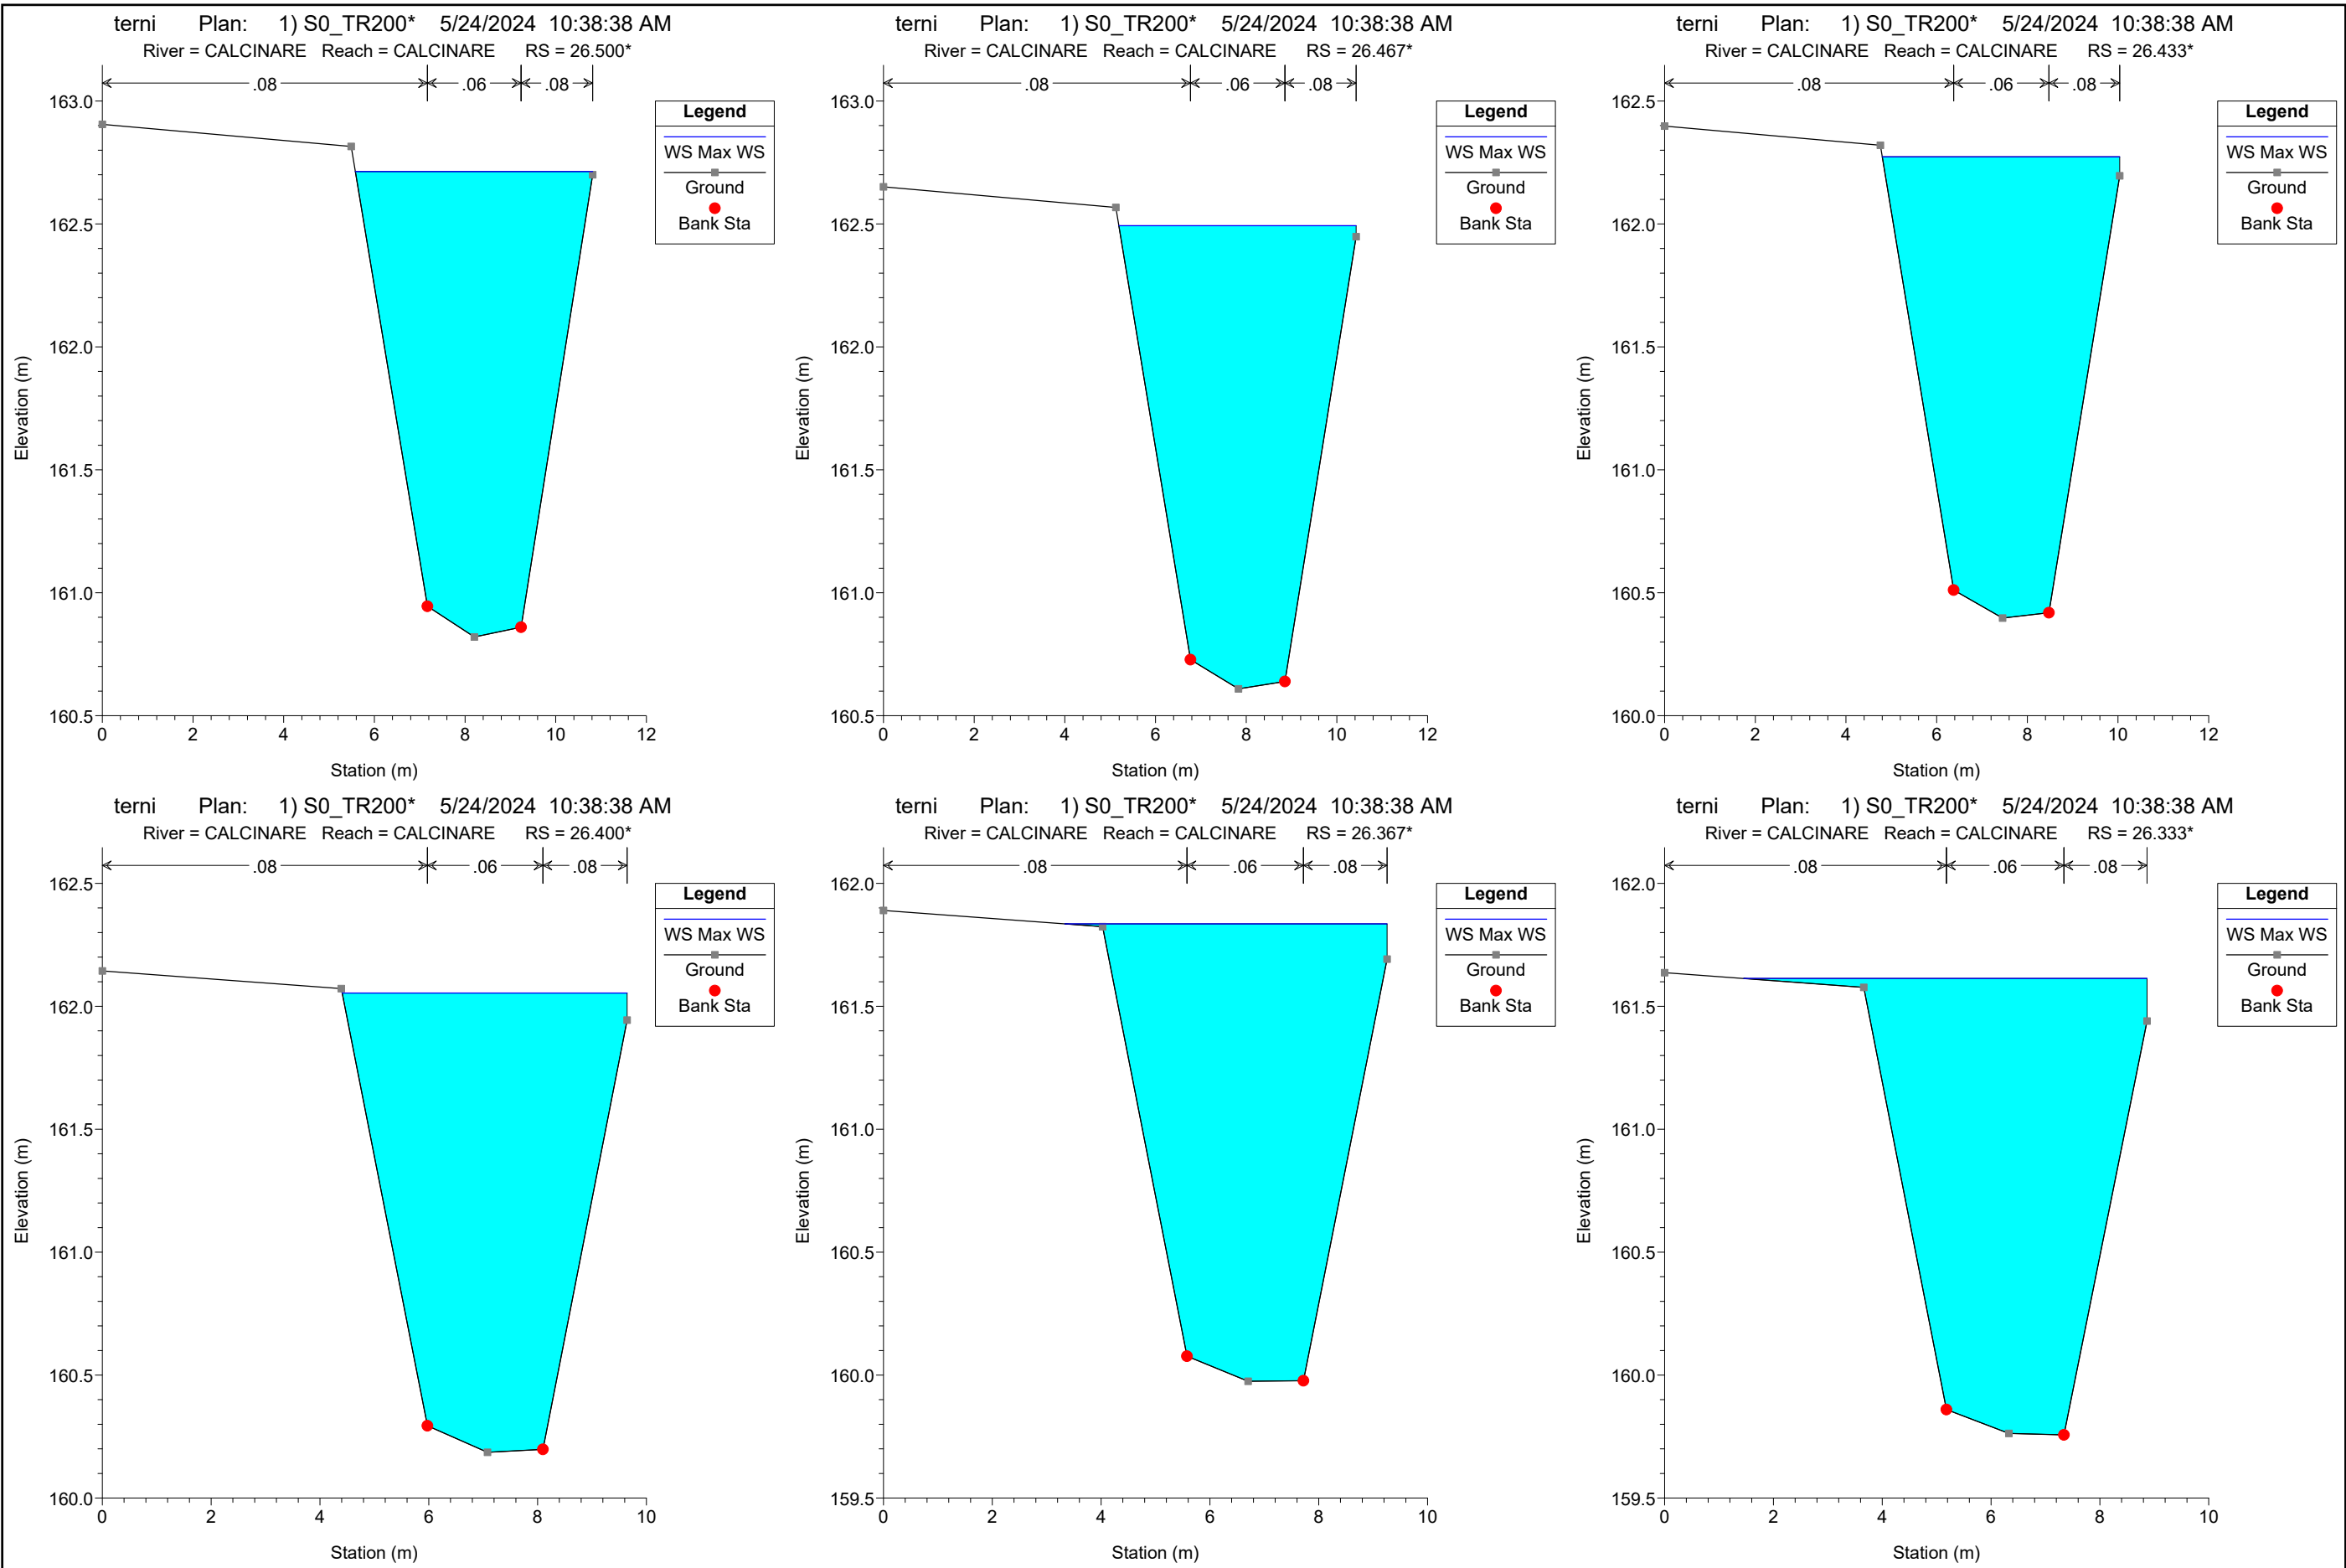 terni Plan: 1) S0_TR200* 5/24/2024 10:38:38 AM
River = CALCINARE Reach = CALCINARE RS = 26.500*
.08 .06 .08
163.0
162.5
162.0
161.5
161.0
160.5
Elevation (m)
0 2 4 6 8 10 12
Station (m)
Legend
WS Max WS
Ground
Bank Sta
terni Plan: 1) S0_TR200* 5/24/2024 10:38:38 AM
River = CALCINARE Reach = CALCINARE RS = 26.467*
.08 .06 .08
163.0
162.5
162.0
161.5
161.0
160.5
Elevation (m)
0 2 4 6 8 10 12
Station (m)
Legend
WS Max WS
Ground
Bank Sta
terni Plan: 1) S0_TR200* 5/24/2024 10:38:38 AM
River = CALCINARE Reach = CALCINARE RS = 26.433*
.08 .06 .08
162.5
162.0
161.5
161.0
160.5
160.0
Elevation (m)
0 2 4 6 8 10 12
Station (m)
Legend
WS Max WS
Ground
Bank Sta
terni Plan: 1) S0_TR200* 5/24/2024 10:38:38 AM
River = CALCINARE Reach = CALCINARE RS = 26.400*
.08 .06 .08
162.5
162.0
161.5
161.0
160.5
160.0
Elevation (m)
0 2 4 6 8 10
Station (m)
Legend
WS Max WS
Ground
Bank Sta
terni Plan: 1) S0_TR200* 5/24/2024 10:38:38 AM
River = CALCINARE Reach = CALCINARE RS = 26.367*
.08 .06 .08
162.0
161.5
161.0
160.5
160.0
159.5
Elevation (m)
0 2 4 6 8 10
Station (m)
Legend
WS Max WS
Ground
Bank Sta
terni Plan: 1) S0_TR200* 5/24/2024 10:38:38 AM
River = CALCINARE Reach = CALCINARE RS = 26.333*
.08 .06 .08
162.0
161.5
161.0
160.5
160.0
159.5
Elevation (m)
0 2 4 6 8 10
Station (m)
Legend
WS Max WS
Ground
Bank Sta